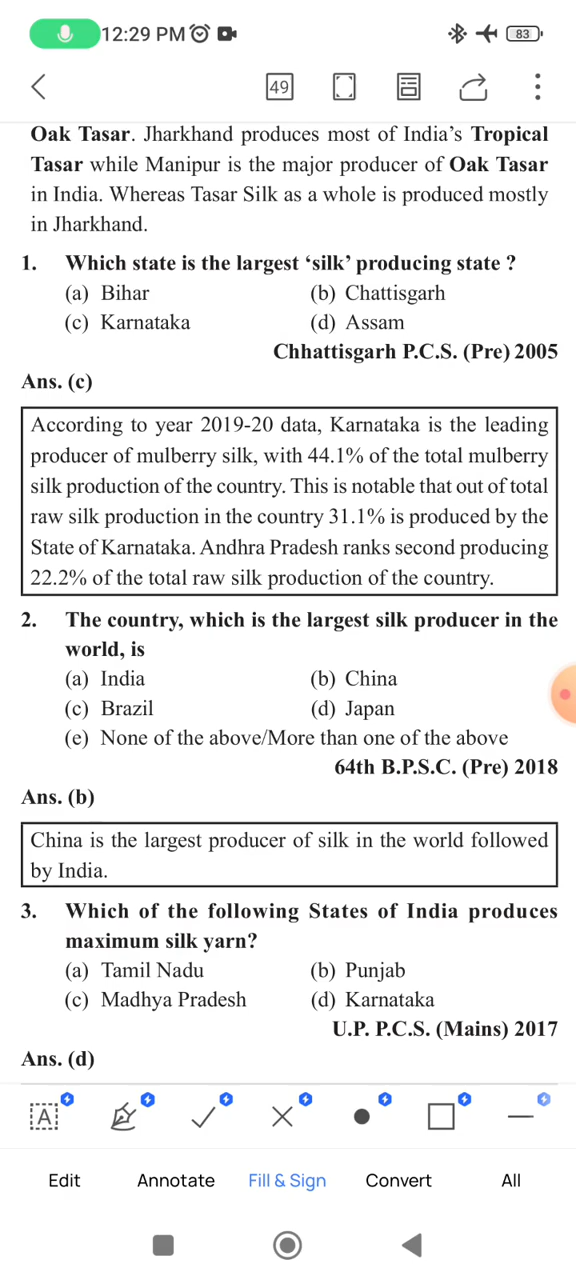 12:29 PM
83
49
Oak Tasar. Jharkhand produces most of India's Tropical
Tasar while Manipur is the major producer of Oak Tasar
in India. Whereas Tasar Silk as a whole is produced mostly
in Jharkhand.
1. Which state is the largest ‘silk’ producing state ?
(a) Bihar (b) Chattisgarh
(c) Karnataka (d) Assam
Chhattisgarh P.C.S. (Pre) 2005
Ans. (c)
According to year 2019-20 data, Karnataka is the leading
producer of mulberry silk, with 44.1% of the total mulberry
silk production of the country. This is notable that out of total
raw silk production in the country 31.1% is produced by the
State of Karnataka. Andhra Pradesh ranks second producing
22.2% of the total raw silk production of the country.
2. The country, which is the largest silk producer in the
world, is
(a) India (b) China
(c) Brazil (d) Japan
(e) None of the above/More than one of the above
64th B.P.S.C. (Pre) 2018
Ans. (b)
China is the largest producer of silk in the world followed
by India.
3. Which of the following States of India produces
maximum silk yarn?
(a) Tamil Nadu (b) Punjab
(c) Madhya Pradesh (d) Karnataka
U.P. P.C.S. (Mains) 2017
Ans. (d)
A
Edit Annotate Fill & Sign Convert All